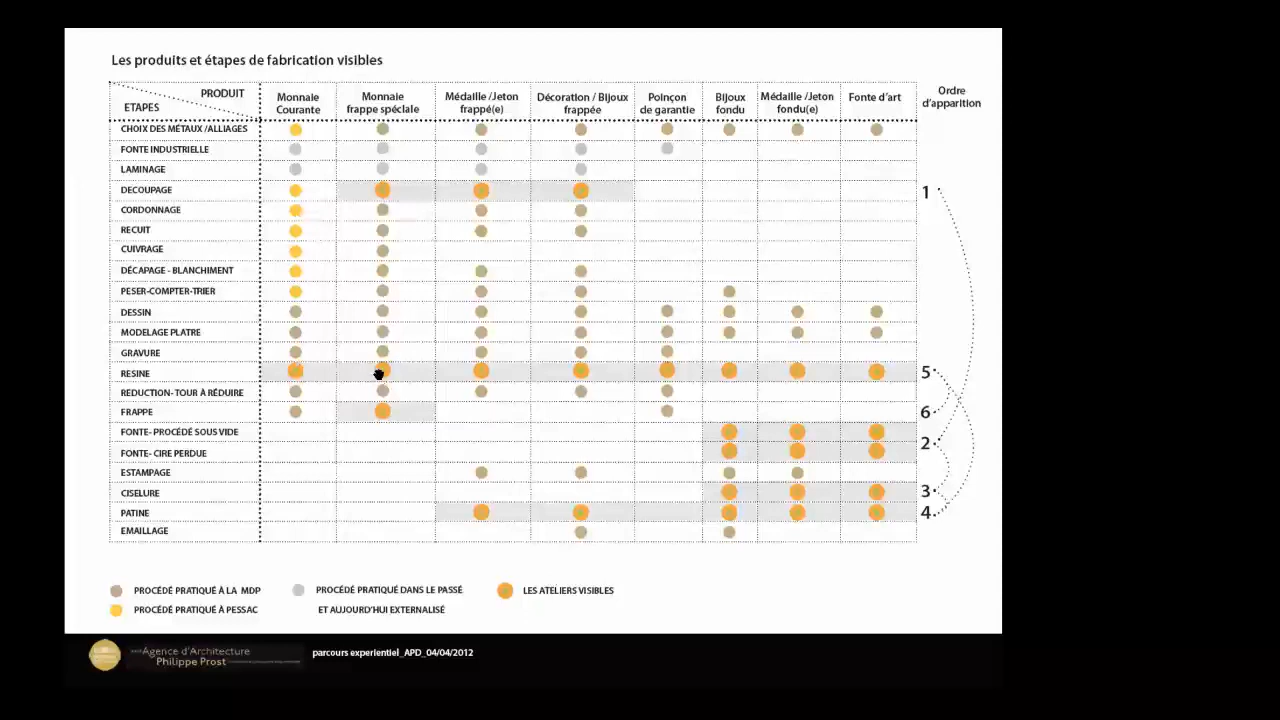 Les produits et étapes de fabrication visibles
PRODUIT
ETAPES
Monnaie
Courante
Monnaie
frappe spéciale
Médaille /Jeton
frappé(e)
Décoration / Bijoux
frappée
Poinçon
de garantie
Bijoux
fondu
Médaille /Jeton
fondu(e)
Fonte d'art
Ordre
d'apparition
CHOIX DES MÉTAUX /ALLIAGES
FONTE INDUSTRIELLE
LAMINAGE
DECOUPAGE
1
CORDONNAGE
RECUIT
CUIVRAGE
DÉCAPAGE - BLANCHIMENT
PESER-COMPTER-TRIER
DESSIN
MODELAGE PLATRE
GRAVURE
RESINE
5
REDUCTION- TOUR À RÉDUIRE
FRAPPE
6
FONTE- PROCÉDÉ SOUS VIDE
2
FONTE- CIRE PERDUE
ESTAMPAGE
CISELURE
3
PATINE
4
EMAILLAGE
PROCÉDÉ PRATIQUÉ À LA MDP
PROCÉDÉ PRATIQUÉ DANS LE PASSÉ
LES ATELIERS VISIBLES
PROCÉDÉ PRATIQUÉ À PESSAC
ET AUJOURD'HUI EXTERNALISÉ
Agence d'Architecture
Philippe Prost
parcours experientiel_APD_04/04/2012